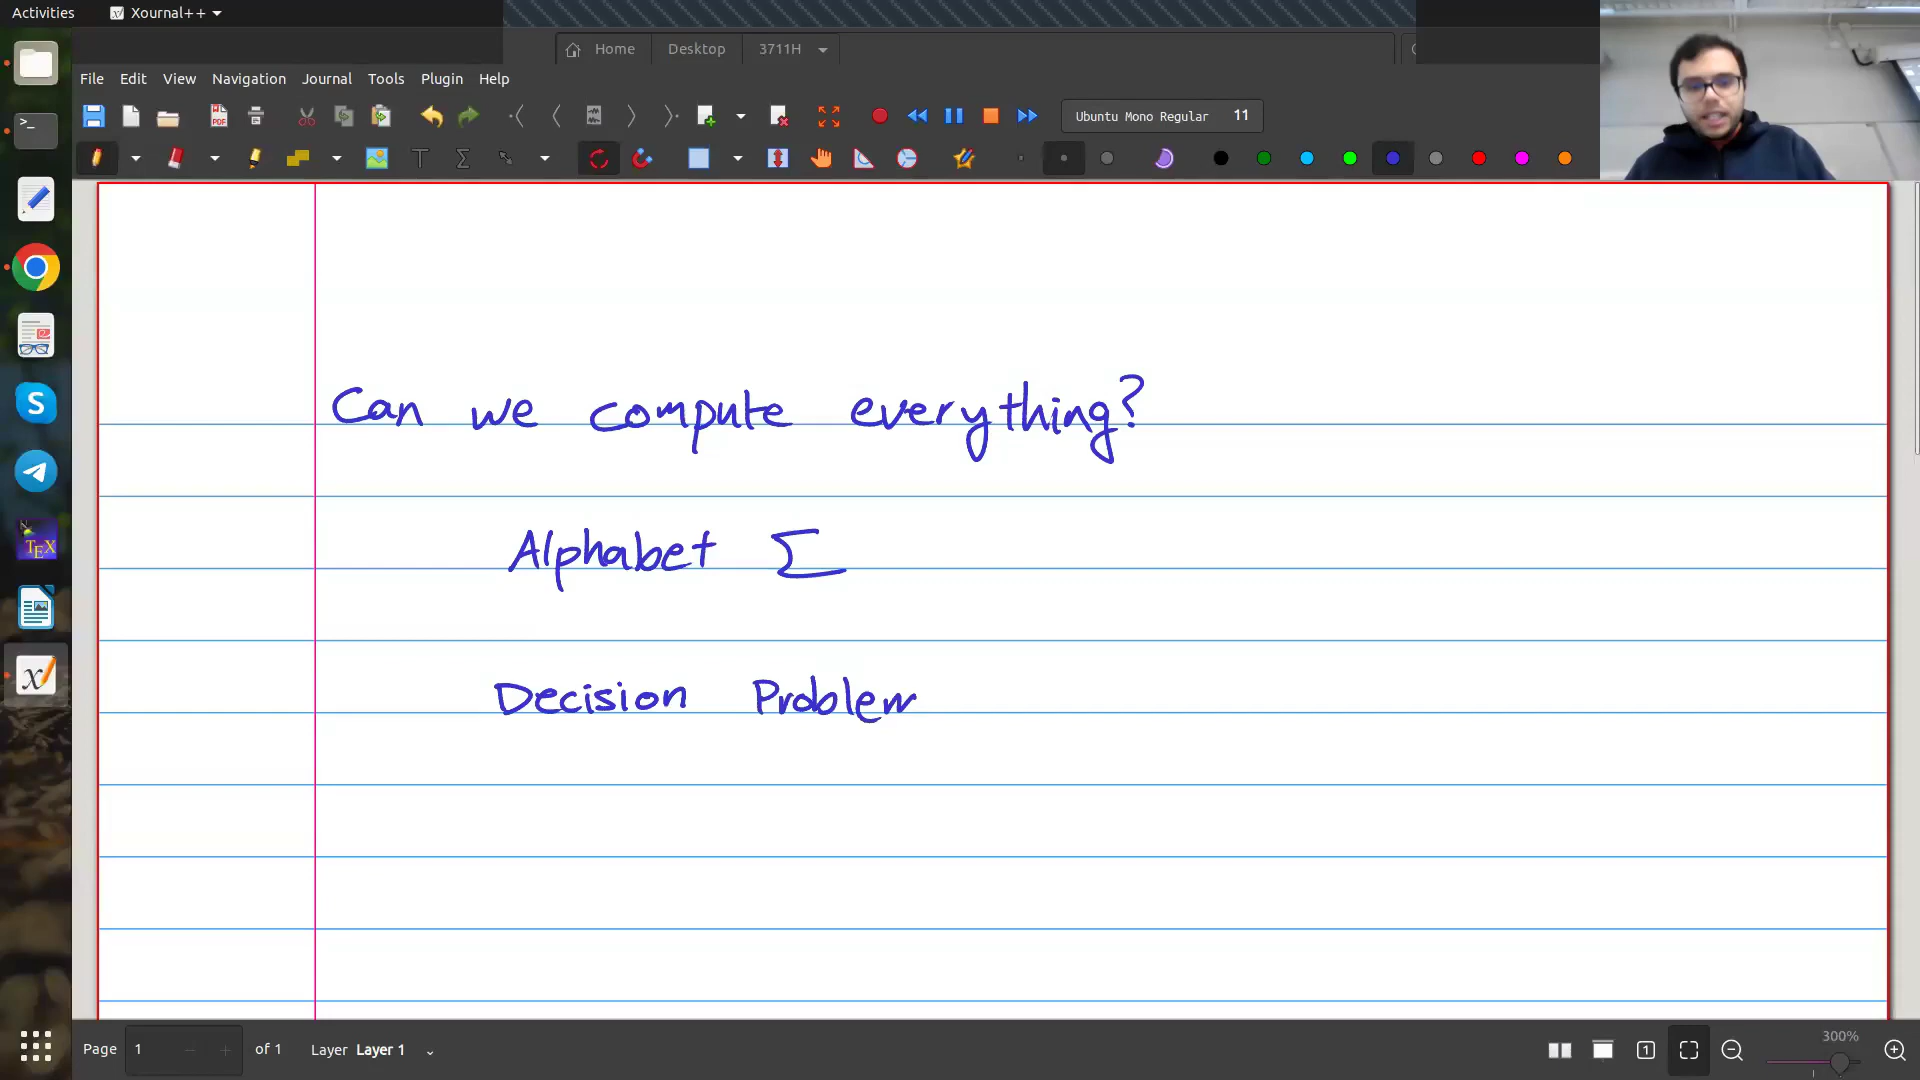 Activities Xournal++
Home Desktop 3711H
File Edit View Navigation Journal Tools Plugin Help
Ubuntu Mono Regular 11
Can we compute everything?
Alphabet Σ
Decision Problem
Page 1 of 1 Layer Layer 1 300%